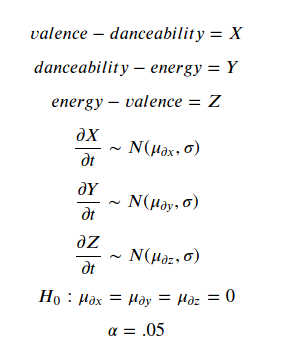 valence − danceability = X
danceability − energy = Y
energy − valence = Z
∂X/∂t ~ N(μ∂x, σ)
∂Y/∂t ~ N(μ∂y, σ)
∂Z/∂t ~ N(μ∂z, σ)
H₀ : μ∂x = μ∂y = μ∂z = 0
α = .05